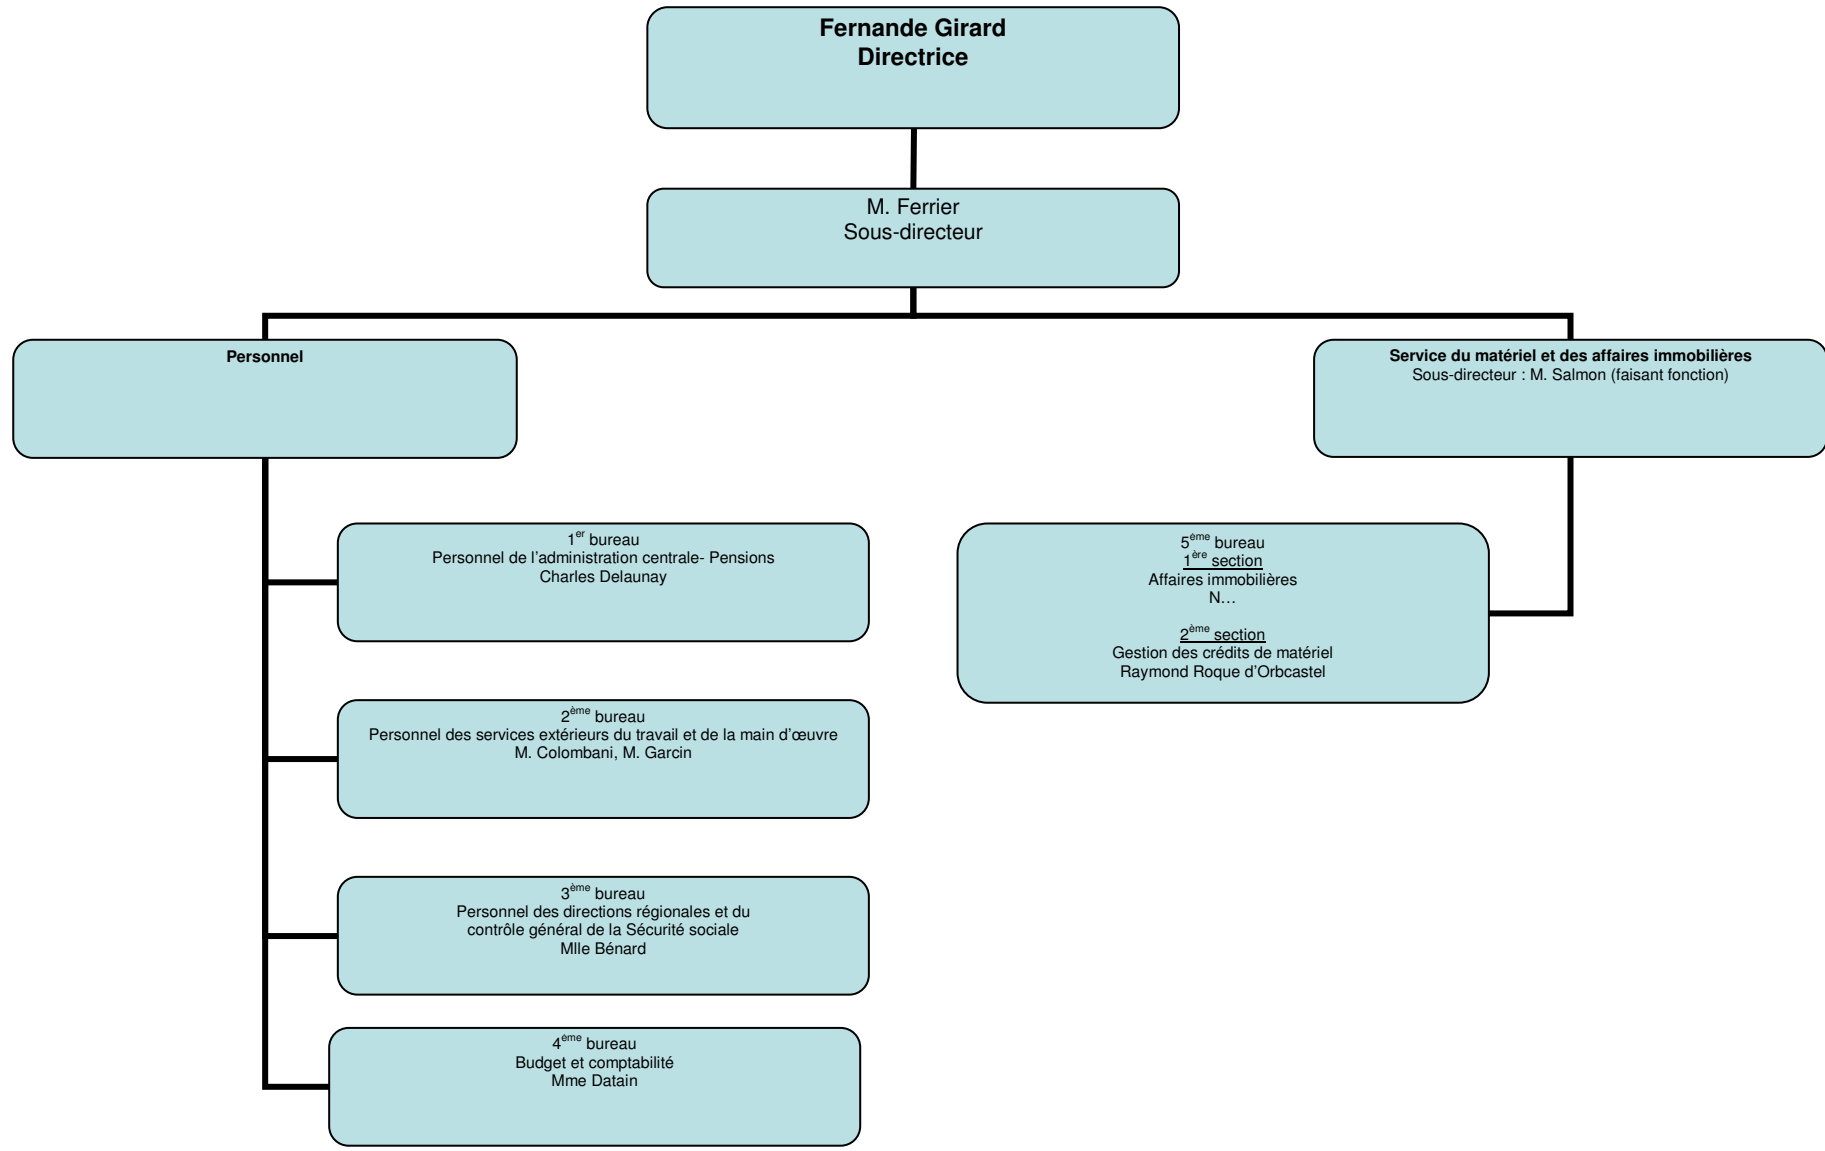 Fernande Girard
Directrice
M. Ferrier
Sous-directeur
Personnel
Service du matériel et des affaires immobilières
Sous-directeur : M. Salmon (faisant fonction)
1er bureau
Personnel de l’administration centrale- Pensions
Charles Delaunay
2ème bureau
Personnel des services extérieurs du travail et de la main d’œuvre
M. Colombani, M. Garcin
3ème bureau
Personnel des directions régionales et du
contrôle général de la Sécurité sociale
Mlle Bénard
4ème bureau
Budget et comptabilité
Mme Datain
5ème bureau
1ère section
Affaires immobilières
N…
2ème section
Gestion des crédits de matériel
Raymond Roque d’Orbcastel